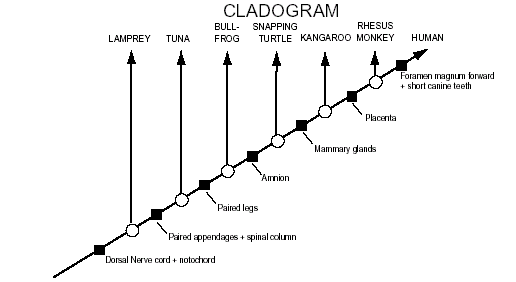 CLADOGRAM
LAMPREY
TUNA
BULL-
FROG
SNAPPING
TURTLE
KANGAROO
RHESUS
MONKEY
HUMAN
Foramen magnum forward
+ short canine teeth
Placenta
Mammary glands
Amnion
Paired legs
Paired appendages + spinal column
Dorsal Nerve cord + notochord